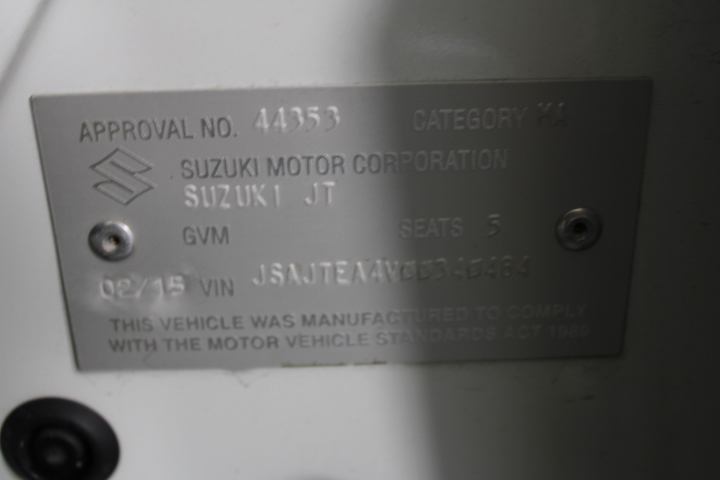 APPROVAL NO. 44353 CATEGORY MA
SUZUKI MOTOR CORPORATION
SUZUKI JT
GVM SEATS 5
02/15 VIN
THIS VEHICLE WAS MANUFACTURED TO COMPLY
WITH THE MOTOR VEHICLE STANDARDS ACT 1989